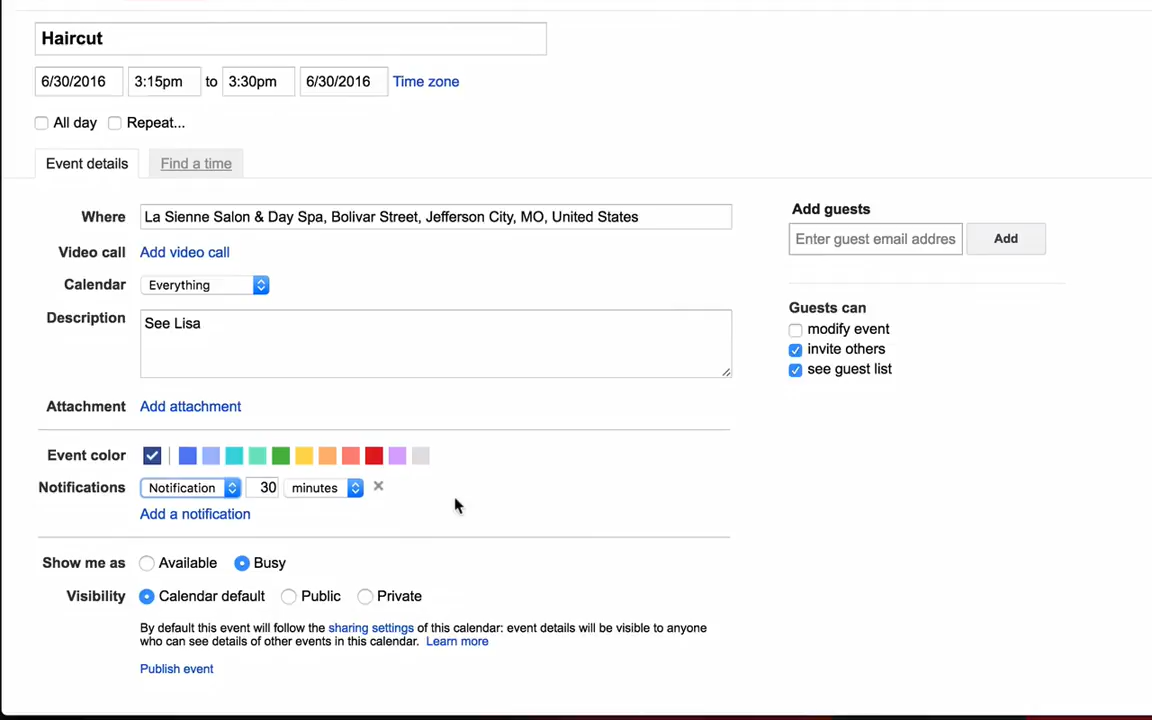 Haircut
6/30/2016 3:15pm to 3:30pm 6/30/2016 Time zone
All day Repeat...
Event details Find a time
Where La Sienne Salon & Day Spa, Bolivar Street, Jefferson City, MO, United States
Video call Add video call
Calendar Everything
Description See Lisa
Attachment Add attachment
Event color
Notifications Notification 30 minutes
Add a notification
Show me as Available Busy
Visibility Calendar default Public Private
By default this event will follow the sharing settings of this calendar: event details will be visible to anyone
who can see details of other events in this calendar. Learn more
Publish event
Add guests
Enter guest email addres Add
Guests can
modify event
invite others
see guest list